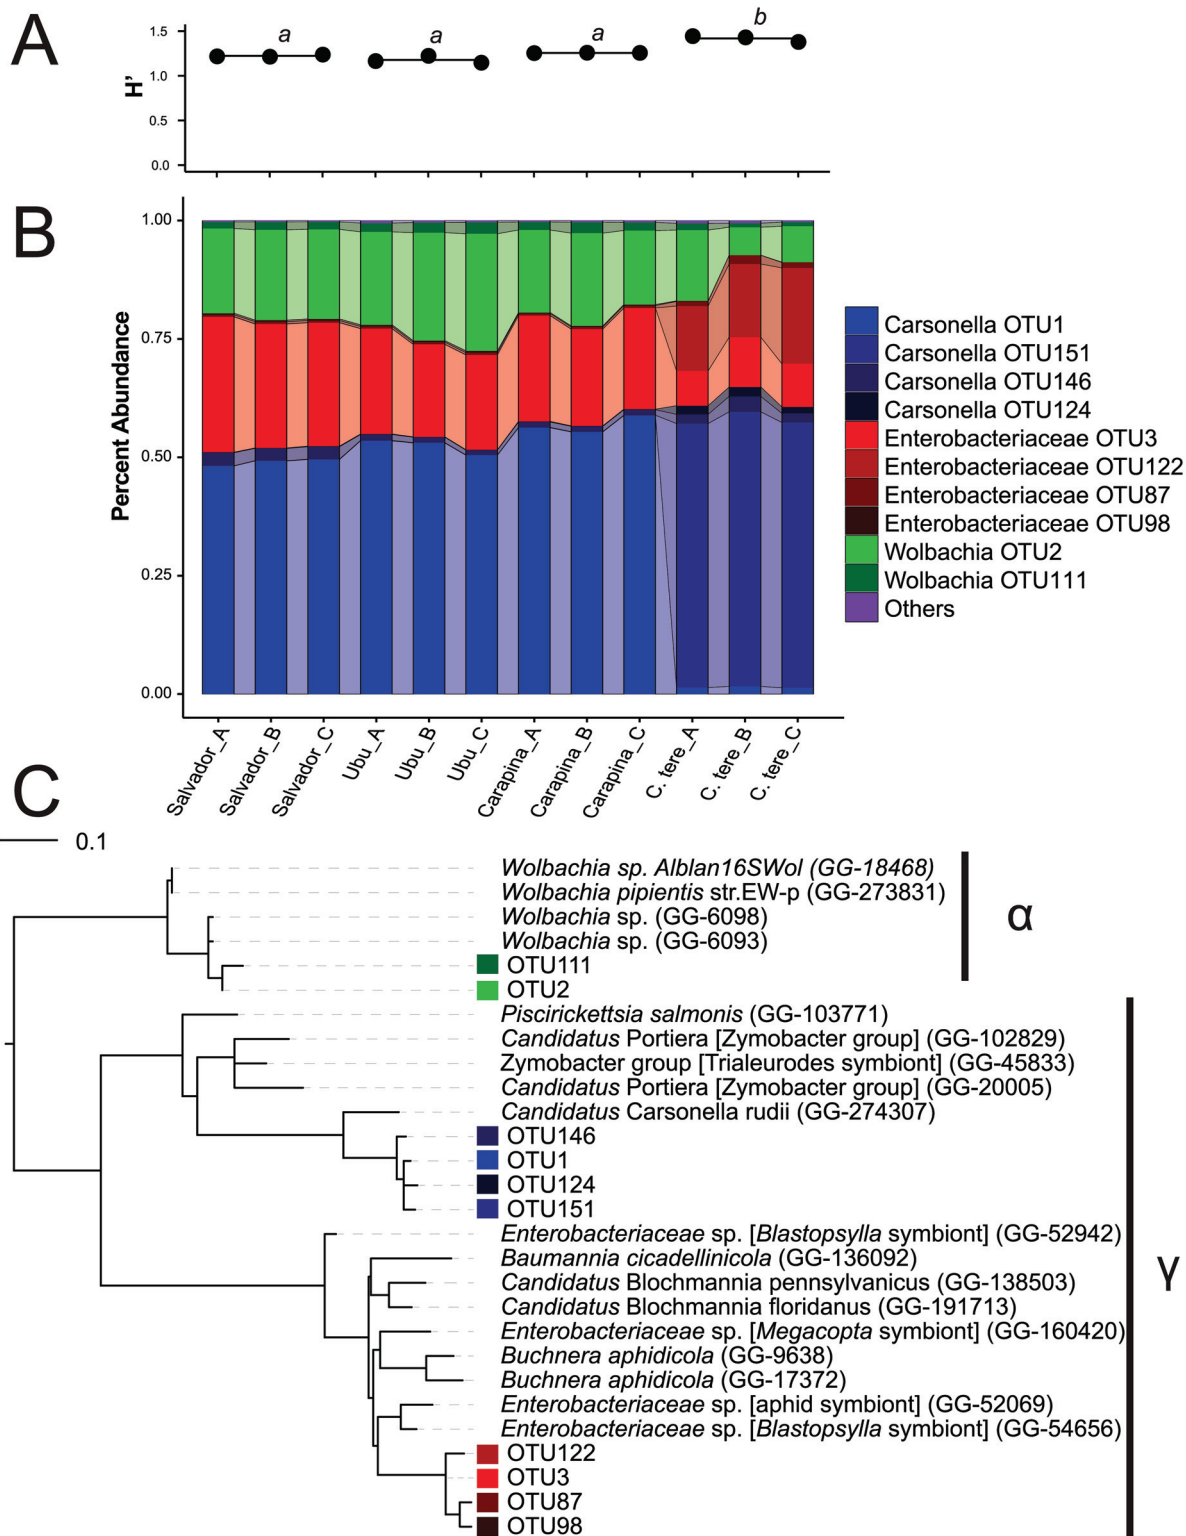 A
1.5
1.0
0.5
0.0
H'
a
a
a
b
B
1.00
0.75
0.50
0.25
0.00
Percent Abundance
Carsonella OTU1
Carsonella OTU151
Carsonella OTU146
Carsonella OTU124
Enterobacteriaceae OTU3
Enterobacteriaceae OTU122
Enterobacteriaceae OTU87
Enterobacteriaceae OTU98
Wolbachia OTU2
Wolbachia OTU111
Others
Salvador_A
Salvador_B
Salvador_C
Ubu_A
Ubu_B
Ubu_C
Carapina_A
Carapina_B
Carapina_C
C. tere_A
C. tere_B
C. tere_C
C
0.1
Wolbachia sp. Alblan16SWol (GG-18468)
Wolbachia pipientis str.EW-p (GG-273831)
Wolbachia sp. (GG-6098)
Wolbachia sp. (GG-6093)
OTU111
OTU2
α
Piscirickettsia salmonis (GG-103771)
Candidatus Portiera [Zymobacter group] (GG-102829)
Zymobacter group [Trialeurodes symbiont] (GG-45833)
Candidatus Portiera [Zymobacter group] (GG-20005)
Candidatus Carsonella rudii (GG-274307)
OTU146
OTU1
OTU124
OTU151
Enterobacteriaceae sp. [Blastopsylla symbiont] (GG-52942)
Baumannia cicadellinicola (GG-136092)
Candidatus Blochmannia pennsylvanicus (GG-138503)
Candidatus Blochmannia floridanus (GG-191713)
Enterobacteriaceae sp. [Megacopta symbiont] (GG-160420)
Buchnera aphidicola (GG-9638)
Buchnera aphidicola (GG-17372)
Enterobacteriaceae sp. [aphid symbiont] (GG-52069)
Enterobacteriaceae sp. [Blastopsylla symbiont] (GG-54656)
OTU122
OTU3
OTU87
OTU98
γ